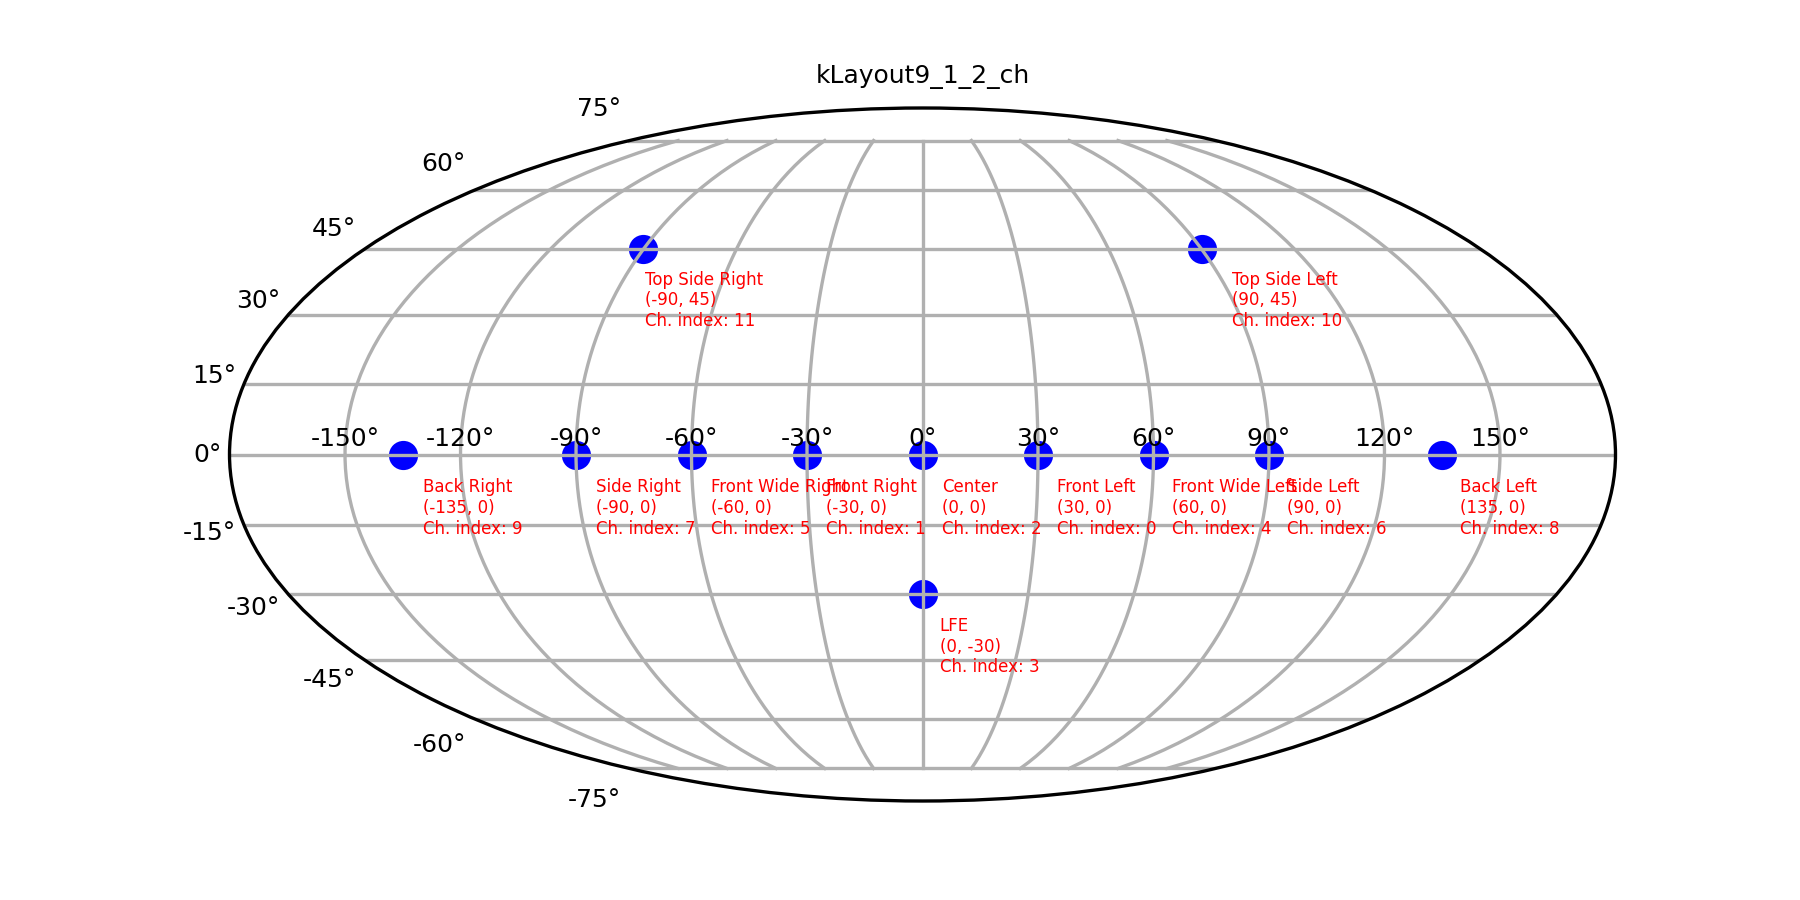 kLayout9_1_2_ch
75°
60°
45°
30°
15°
0°
-15°
-30°
-45°
-60°
-75°
-150° -120° -90° -60° -30° 0° 30° 60° 90° 120° 150°
Top Side Right
(-90, 45)
Ch. index: 11
Top Side Left
(90, 45)
Ch. index: 10
Back Right
(-135, 0)
Ch. index: 9
Side Right
(-90, 0)
Ch. index: 7
Front Wide Right
(-60, 0)
Ch. index: 5
Front Right
(-30, 0)
Ch. index: 1
Center
(0, 0)
Ch. index: 2
Front Left
(30, 0)
Ch. index: 0
Front Wide Left
(60, 0)
Ch. index: 4
Side Left
(90, 0)
Ch. index: 6
Back Left
(135, 0)
Ch. index: 8
LFE
(0, -30)
Ch. index: 3